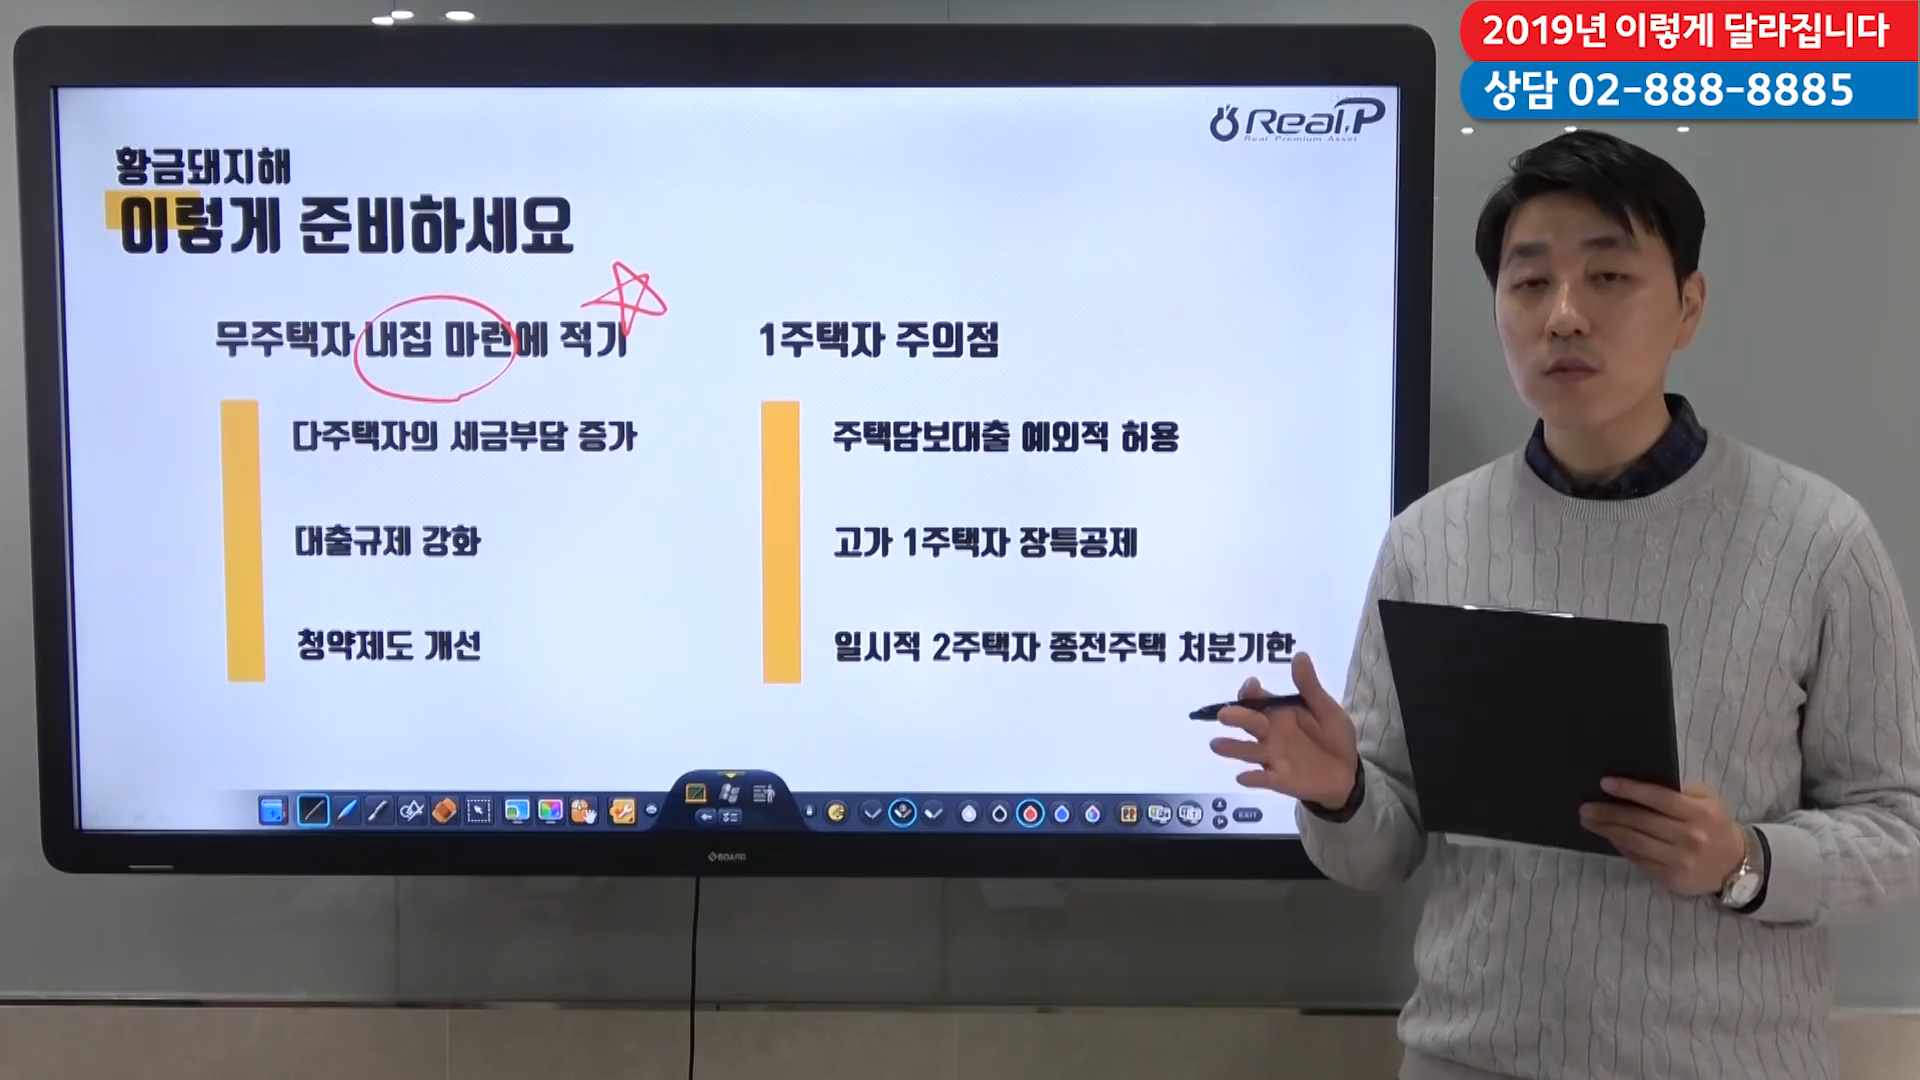 2019년 이렇게 달라집니다
상담 02-888-8885
Real.P
Real Premium Asset
황금돼지해
이렇게 준비하세요
무주택자 내집 마련에 적기
다주택자의 세금부담 증가
대출규제 강화
청약제도 개선
1주택자 주의점
주택담보대출 예외적 허용
고가 1주택자 장특공제
일시적 2주택자 종전주택 처분기한
EXIT
BOARD